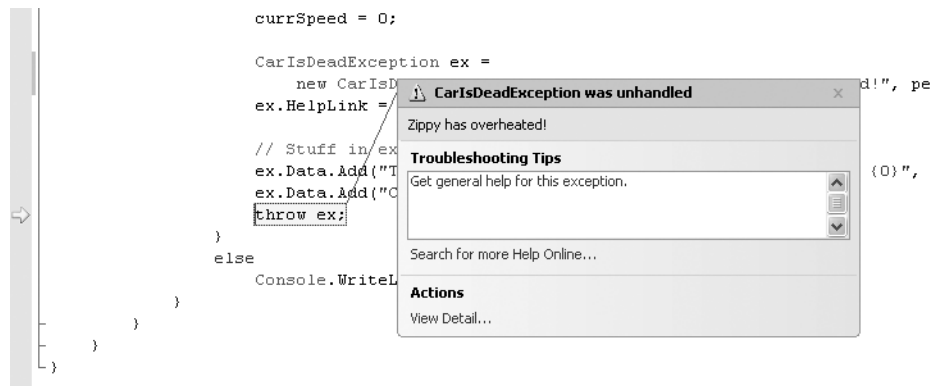 currSpeed = 0;
CarIsDeadException ex =
new CarIsD d!", pe
ex.HelpLink =
// Stuff in ex
ex.Data.Add("T {0}",
ex.Data.Add("C
throw ex;
}
else
Console.WriteL
}
}
}
}
CarIsDeadException was unhandled
Zippy has overheated!
Troubleshooting Tips
Get general help for this exception.
Search for more Help Online...
Actions
View Detail...